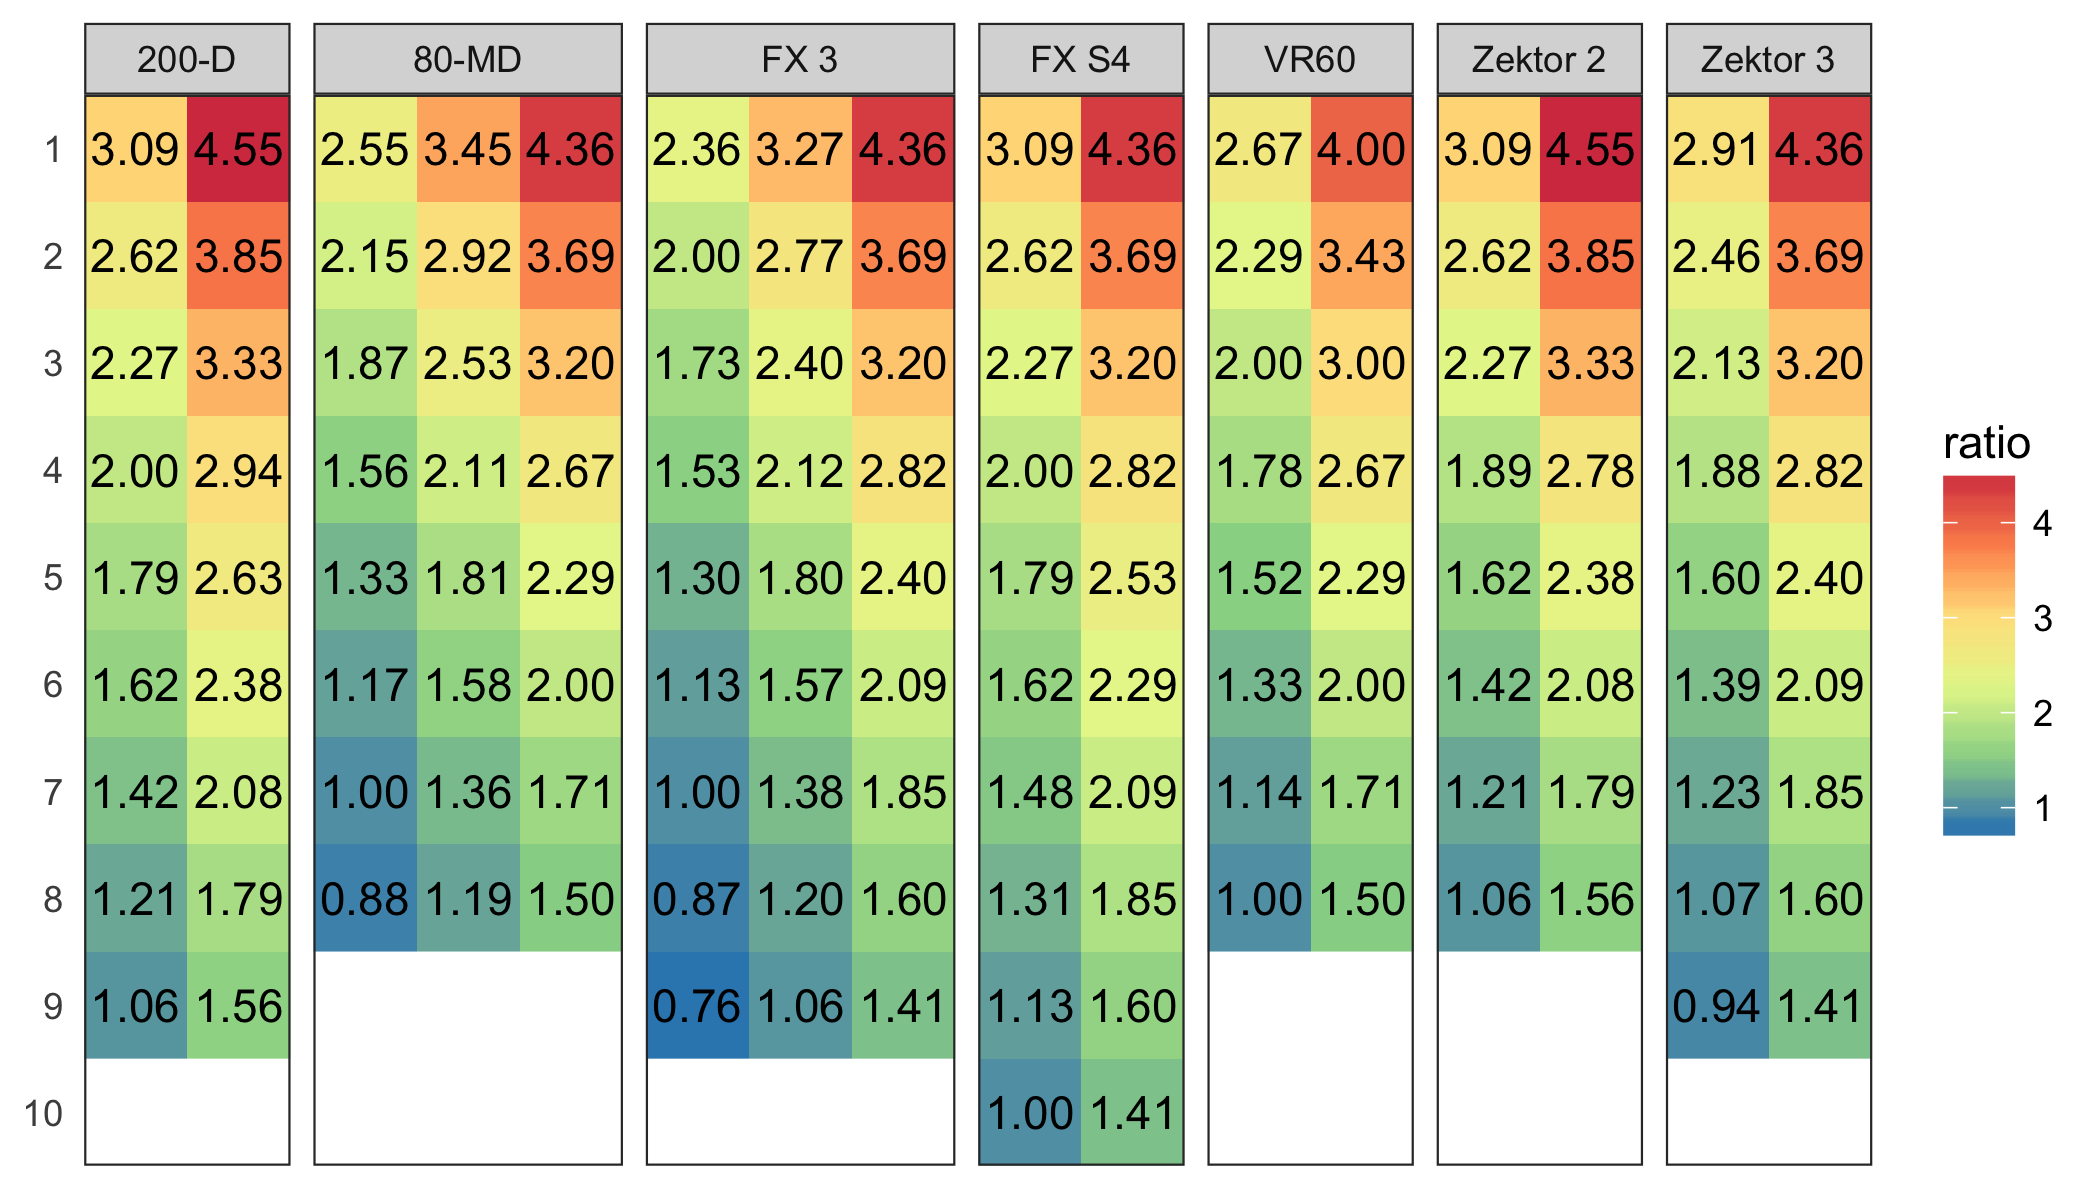 200-D 80-MD FX 3 FX S4 VR60 Zektor 2 Zektor 3
1 3.09 4.55 2.55 3.45 4.36 2.36 3.27 4.36 3.09 4.36 2.67 4.00 3.09 4.55 2.91 4.36
2 2.62 3.85 2.15 2.92 3.69 2.00 2.77 3.69 2.62 3.69 2.29 3.43 2.62 3.85 2.46 3.69
3 2.27 3.33 1.87 2.53 3.20 1.73 2.40 3.20 2.27 3.20 2.00 3.00 2.27 3.33 2.13 3.20
4 2.00 2.94 1.56 2.11 2.67 1.53 2.12 2.82 2.00 2.82 1.78 2.67 1.89 2.78 1.88 2.82
5 1.79 2.63 1.33 1.81 2.29 1.30 1.80 2.40 1.79 2.53 1.52 2.29 1.62 2.38 1.60 2.40
6 1.62 2.38 1.17 1.58 2.00 1.13 1.57 2.09 1.62 2.29 1.33 2.00 1.42 2.08 1.39 2.09
7 1.42 2.08 1.00 1.36 1.71 1.00 1.38 1.85 1.48 2.09 1.14 1.71 1.21 1.79 1.23 1.85
8 1.21 1.79 0.88 1.19 1.50 0.87 1.20 1.60 1.31 1.85 1.00 1.50 1.06 1.56 1.07 1.60
9 1.06 1.56 0.76 1.06 1.41 1.13 1.60 0.94 1.41
10 1.00 1.41
ratio
4
3
2
1